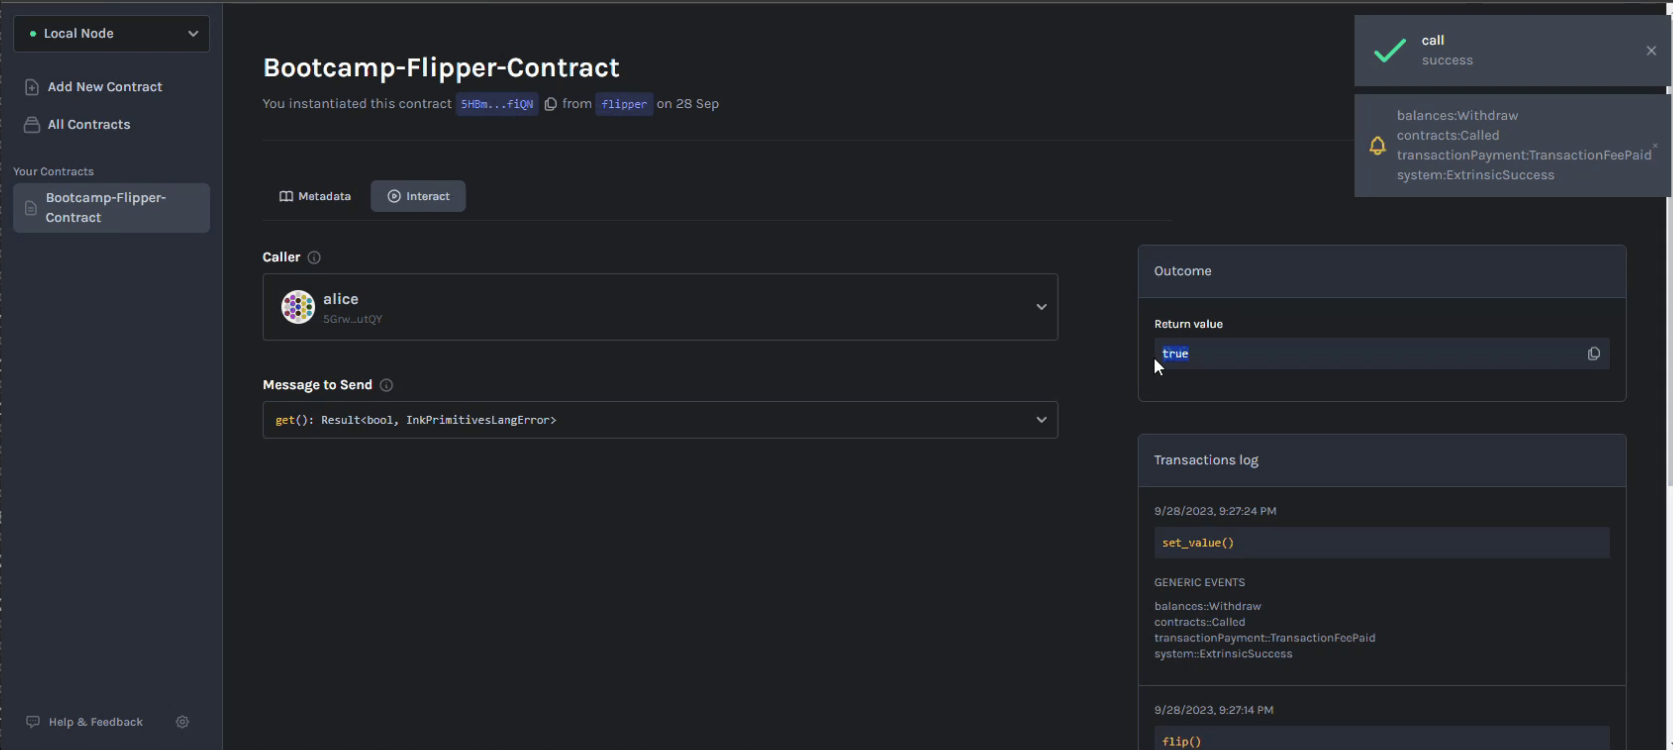 Local Node
Add New Contract
All Contracts
Your Contracts
Bootcamp-Flipper-
Contract
Help & Feedback
Bootcamp-Flipper-Contract
You instantiated this contract 5HBm...fiQN from flipper on 28 Sep
Metadata
Interact
Caller
alice
5Grw...utQY
Message to Send
get(): Result<bool, InkPrimitivesLangError>
call
success
balances:Withdraw
contracts:Called
transactionPayment:TransactionFeePaid
system:ExtrinsicSuccess
Outcome
Return value
true
Transactions log
9/28/2023, 9:27:24 PM
set_value()
GENERIC EVENTS
balances::Withdraw
contracts::Called
transactionPayment::TransactionFeePaid
system::ExtrinsicSuccess
9/28/2023, 9:27:14 PM
flip()